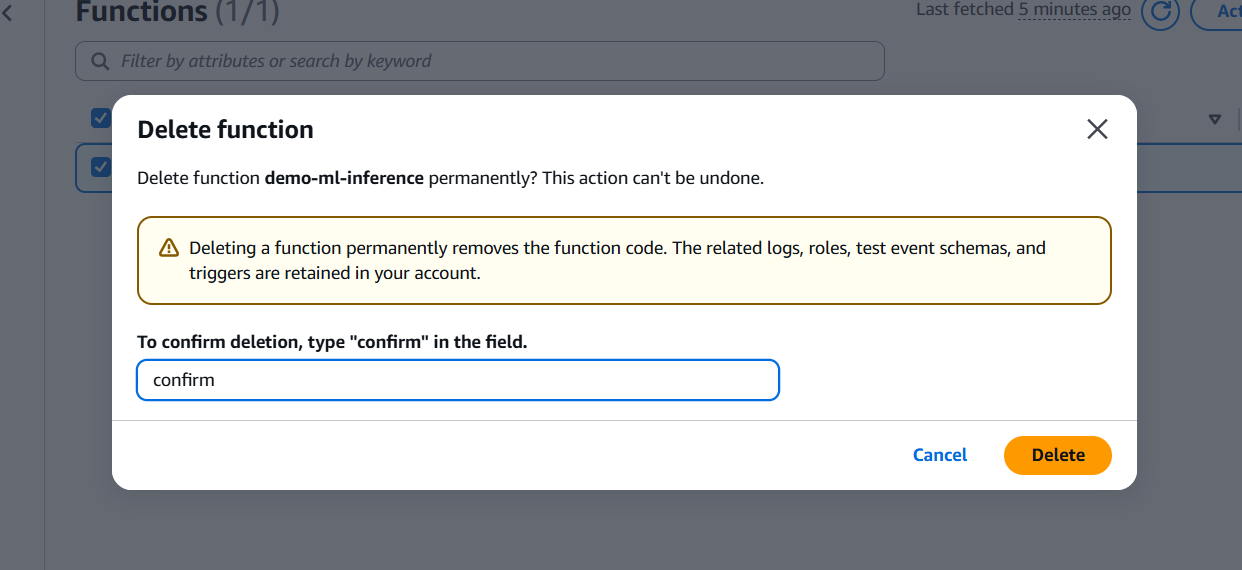 Functions (1/1)
Last fetched 5 minutes ago
Filter by attributes or search by keyword
Delete function
Delete function demo-ml-inference permanently? This action can't be undone.
Deleting a function permanently removes the function code. The related logs, roles, test event schemas, and
triggers are retained in your account.
To confirm deletion, type "confirm" in the field.
confirm
Cancel
Delete